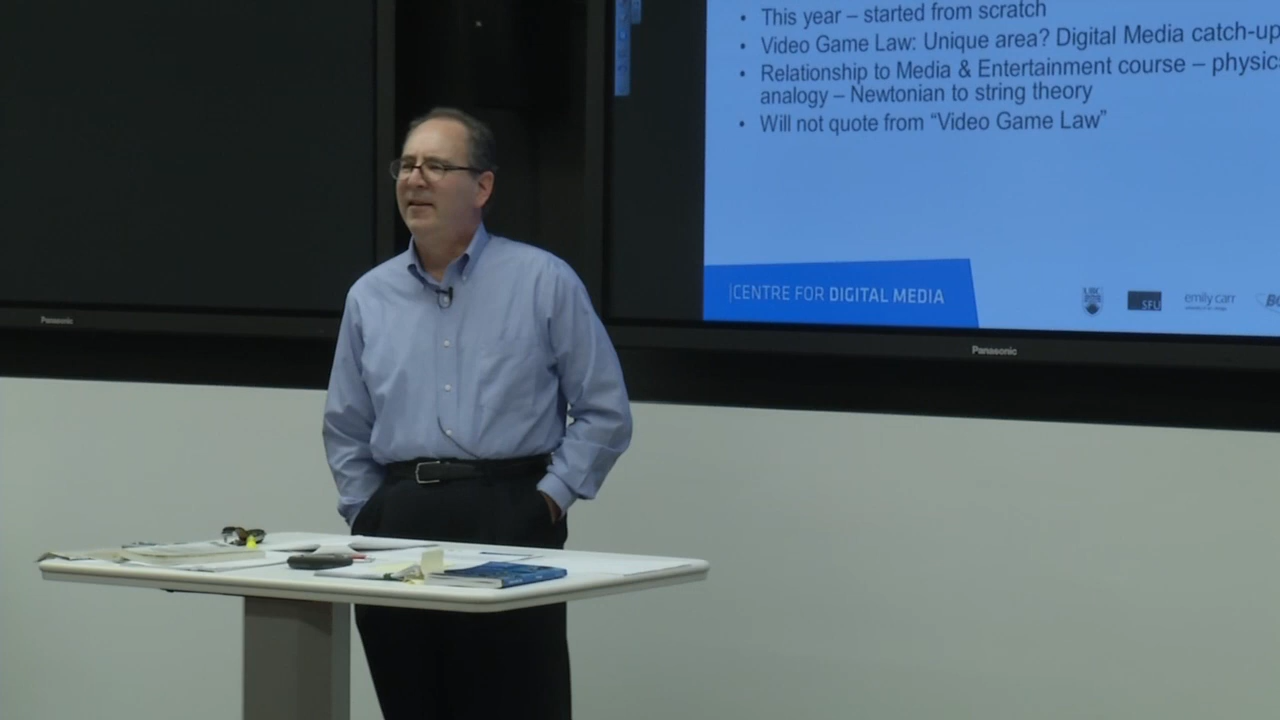 • This year – started from scratch
• Video Game Law: Unique area? Digital Media catch-up
• Relationship to Media & Entertainment course – physics
analogy – Newtonian to string theory
• Will not quote from “Video Game Law”
|CENTRE FOR DIGITAL MEDIA
UBC
SFU
emily carr
Panasonic
Panasonic